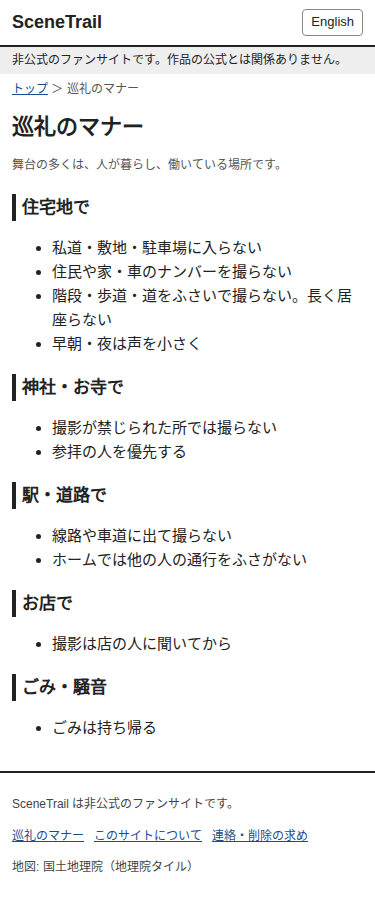 SceneTrail
English
非公式のファンサイトです。作品の公式とは関係ありません。
トップ ＞ 巡礼のマナー
巡礼のマナー
舞台の多くは、人が暮らし、働いている場所です。
住宅地で
私道・敷地・駐車場に入らない
住民や家・車のナンバーを撮らない
階段・歩道・道をふさいで撮らない。長く居
座らない
早朝・夜は声を小さく
神社・お寺で
撮影が禁じられた所では撮らない
参拝の人を優先する
駅・道路で
線路や車道に出て撮らない
ホームでは他の人の通行をふさがない
お店で
撮影は店の人に聞いてから
ごみ・騒音
ごみは持ち帰る
SceneTrail は非公式のファンサイトです。
巡礼のマナー このサイトについて 連絡・削除の求め
地図: 国土地理院（地理院タイル）